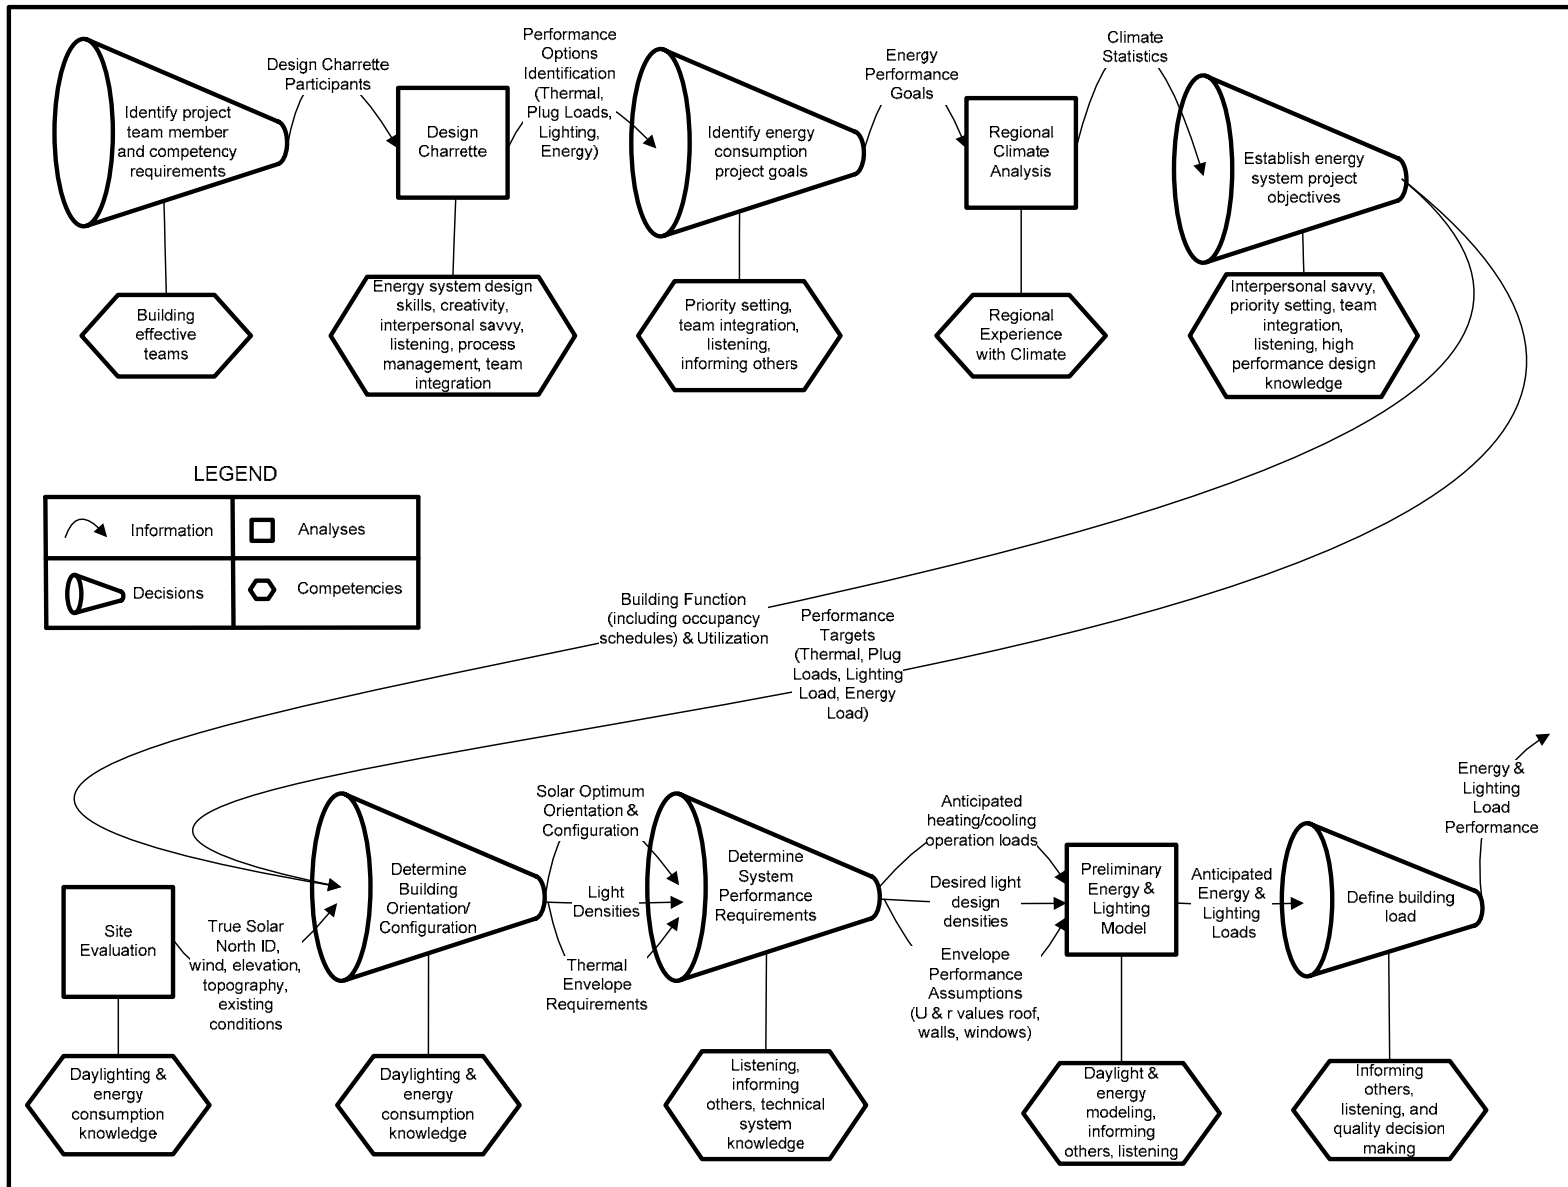 Identify project
team member
and competency
requirements
Design Charrette
Participants
Design
Charrette
Performance
Options
Identification
(Thermal,
Plug Loads,
Lighting,
Energy)
Identify energy
consumption
project goals
Energy
Performance
Goals
Regional
Climate
Analysis
Climate
Statistics
Establish energy
system project
objectives
Building
effective
teams
Energy system design
skills, creativity,
interpersonal savvy,
listening, process
management, team
integration
Priority setting,
team integration,
listening,
informing others
Regional
Experience
with Climate
Interpersonal savvy,
priority setting, team
integration,
listening, high
performance design
knowledge
LEGEND
Information
Analyses
Decisions
Competencies
Building Function
(including occupancy
schedules) & Utilization
Performance
Targets
(Thermal, Plug
Loads, Lighting
Load, Energy
Load)
Site
Evaluation
True Solar
North ID,
wind, elevation,
topography,
existing
conditions
Determine
Building
Orientation/
Configuration
Solar Optimum
Orientation &
Configuration
Light
Densities
Thermal
Envelope
Requirements
Determine
System
Performance
Requirements
Anticipated
heating/cooling
operation loads
Desired light
design
densities
Envelope
Performance
Assumptions
(U & r values roof,
walls, windows)
Preliminary
Energy &
Lighting
Model
Anticipated
Energy &
Lighting
Loads
Define building
load
Energy &
Lighting
Load
Performance
Daylighting &
energy
consumption
knowledge
Daylighting &
energy
consumption
knowledge
Listening,
informing
others, technical
system
knowledge
Daylight &
energy
modeling,
informing
others, listening
Informing
others,
listening, and
quality decision
making